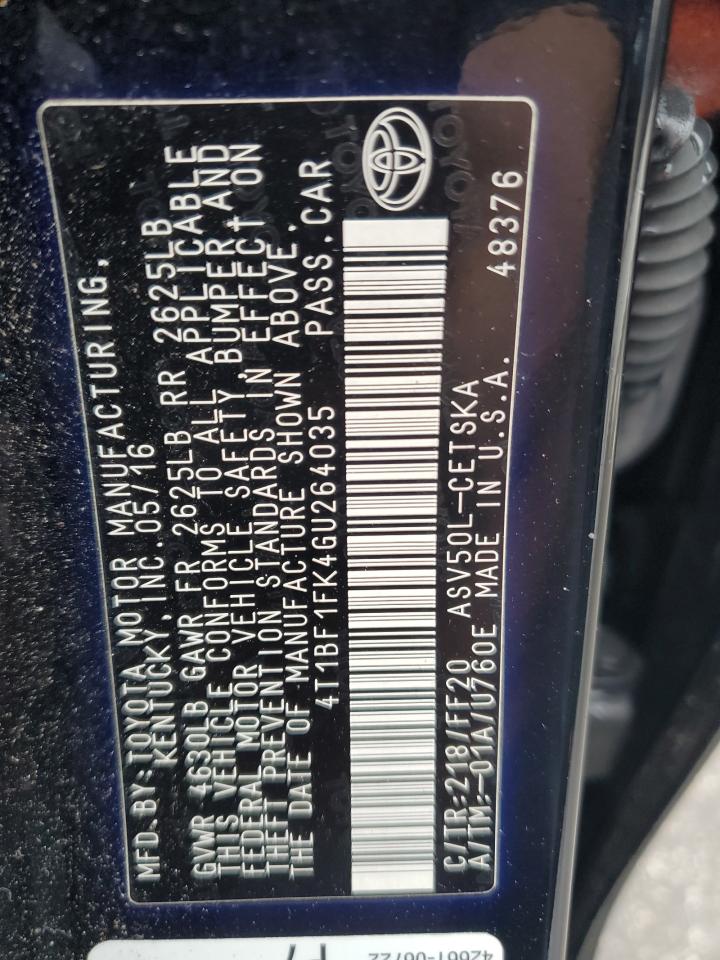 MFD. BY: TOYOTA MOTOR MANUFACTURING,
KENTUCKY, INC. 05/16
GVWR 4630LB GAWR FR 2625LB RR 2625LB
THIS VEHICLE CONFORMS TO ALL APPLICABLE
FEDERAL MOTOR VEHICLE SAFETY, BUMPER AND
THEFT PREVENTION STANDARDS IN EFFECT ON
THE DATE OF MANUFACTURE SHOWN ABOVE.
4T1BF1FK4GU264035 PASS.CAR
C/TR:218/FF20 ASV50L-CETSKA
A/TM:-01A/U760E MADE IN U.S.A. 48376
TOYOTA